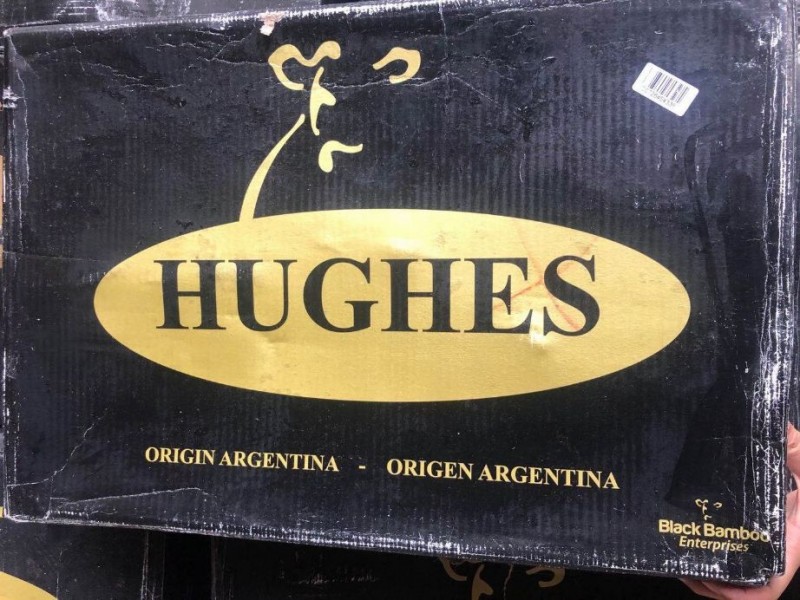 HUGHES
ORIGIN ARGENTINA - ORIGEN ARGENTINA
Black Bamboo
Enterprises